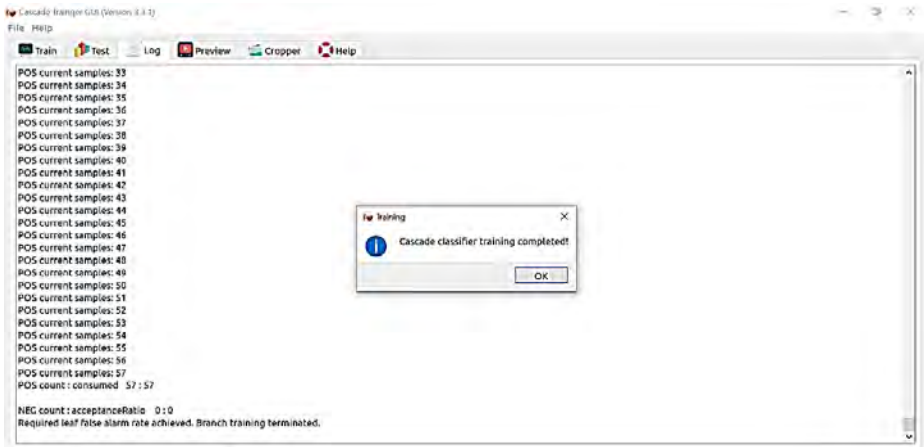 Cascade Trainer GUI (Version 3.3.1)
File Help
Train Test Log Preview Cropper Help
POS current samples: 33
POS current samples: 34
POS current samples: 35
POS current samples: 36
POS current samples: 37
POS current samples: 38
POS current samples: 39
POS current samples: 40
POS current samples: 41
POS current samples: 42
POS current samples: 43
POS current samples: 44
POS current samples: 45
POS current samples: 46
POS current samples: 47
POS current samples: 48
POS current samples: 49
POS current samples: 50
POS current samples: 51
POS current samples: 52
POS current samples: 53
POS current samples: 54
POS current samples: 55
POS current samples: 56
POS current samples: 57
POS count : consumed 57 : 57
NEG count : acceptanceRatio 0 : 0
Required leaf false alarm rate achieved. Branch training terminated.
Training
Cascade classifier training completed!
OK